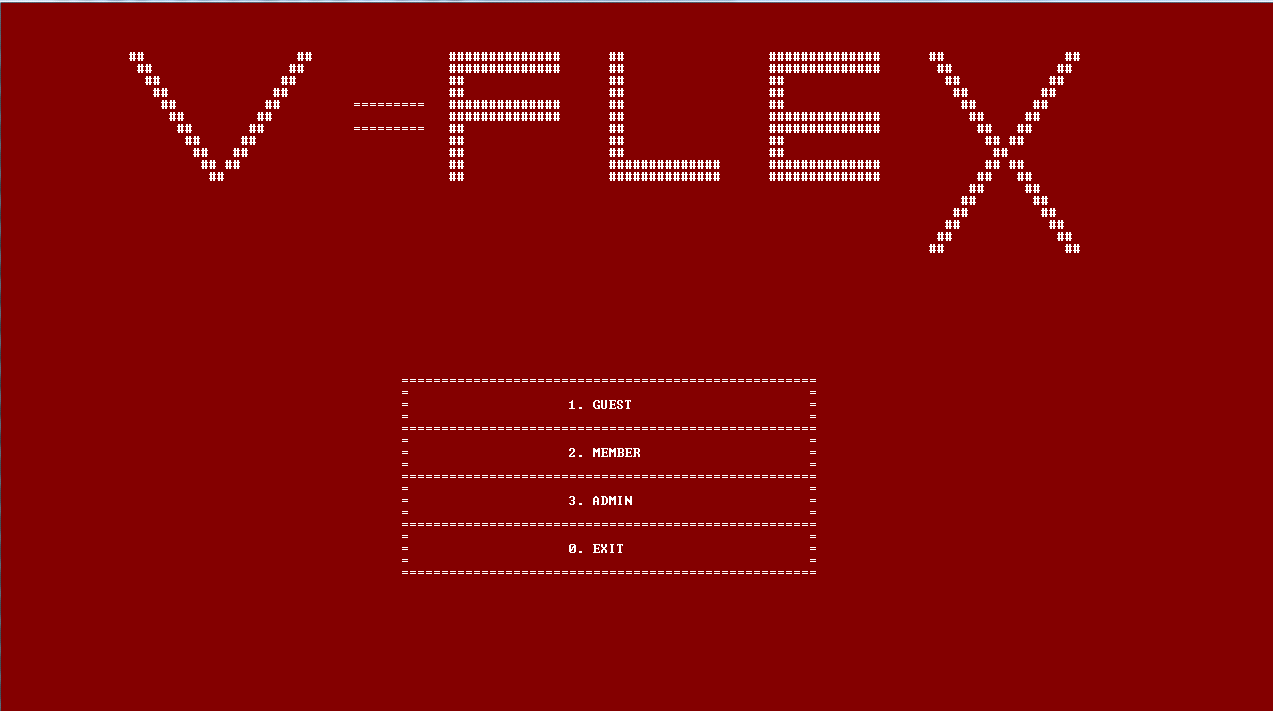 V=FLEX
1. GUEST
2. MEMBER
3. ADMIN
0. EXIT